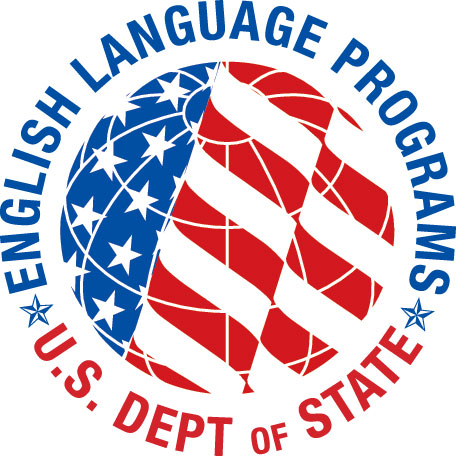 ENGLISH LANGUAGE PROGRAMS
U.S. DEPT OF STATE